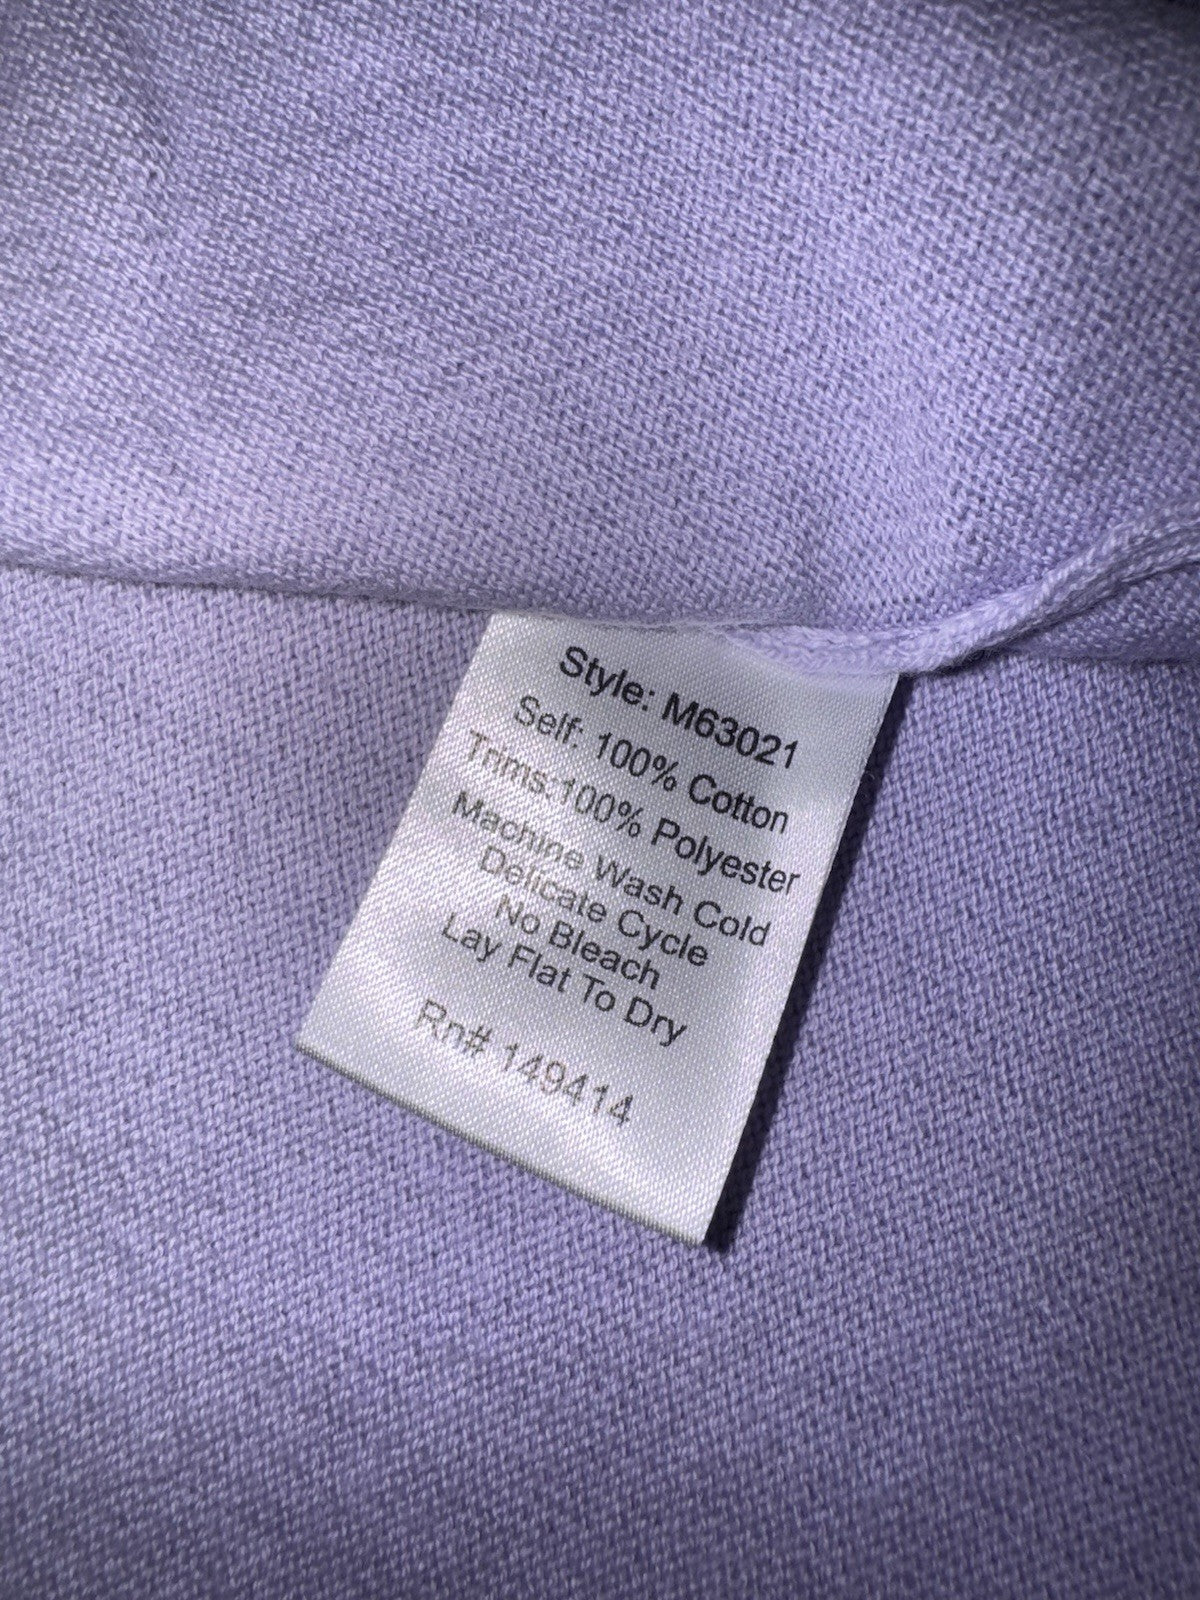 Style: M63021
Self: 100% Cotton
Trims:100% Polyester
Machine Wash Cold
Delicate Cycle
No Bleach
Lay Flat To Dry
Rn# 149414